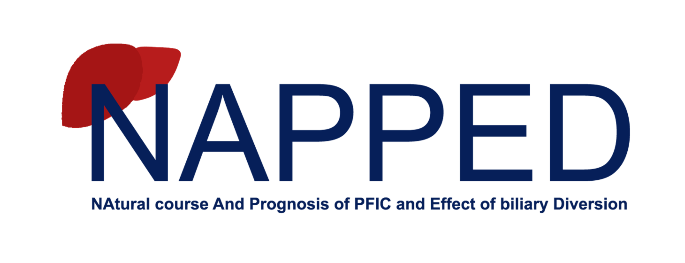 NAPPED
NAtural course And Prognosis of PFIC and Effect of biliary Diversion